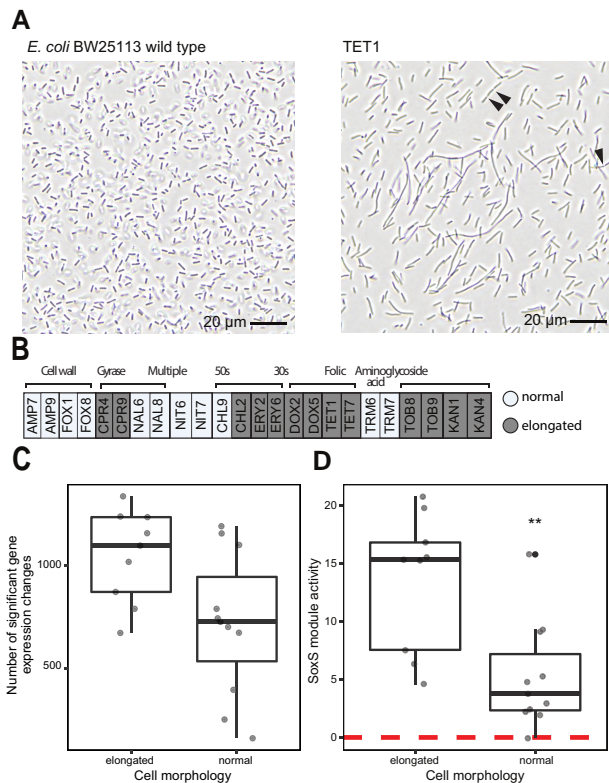 A
E. coli BW25113 wild type
TET1
20 µm
20 µm
B
Cell wall Gyrase Multiple 50s 30s Folic acid Aminoglycoside
AMP7 AMP9 FOX1 FOX8 CPR4 CPR9 NAL6 NAL8 NIT6 NIT7 CHL9 CHL2 ERY2 ERY6 DOX2 DOX5 TET1 TET7 TRM6 TRM7 TOB8 TOB9 KAN1 KAN4
normal
elongated
C
Number of significant gene
expression changes
1000
500
elongated normal
Cell morphology
D
SoxS module activity
20
15
10
5
0
**
elongated normal
Cell morphology